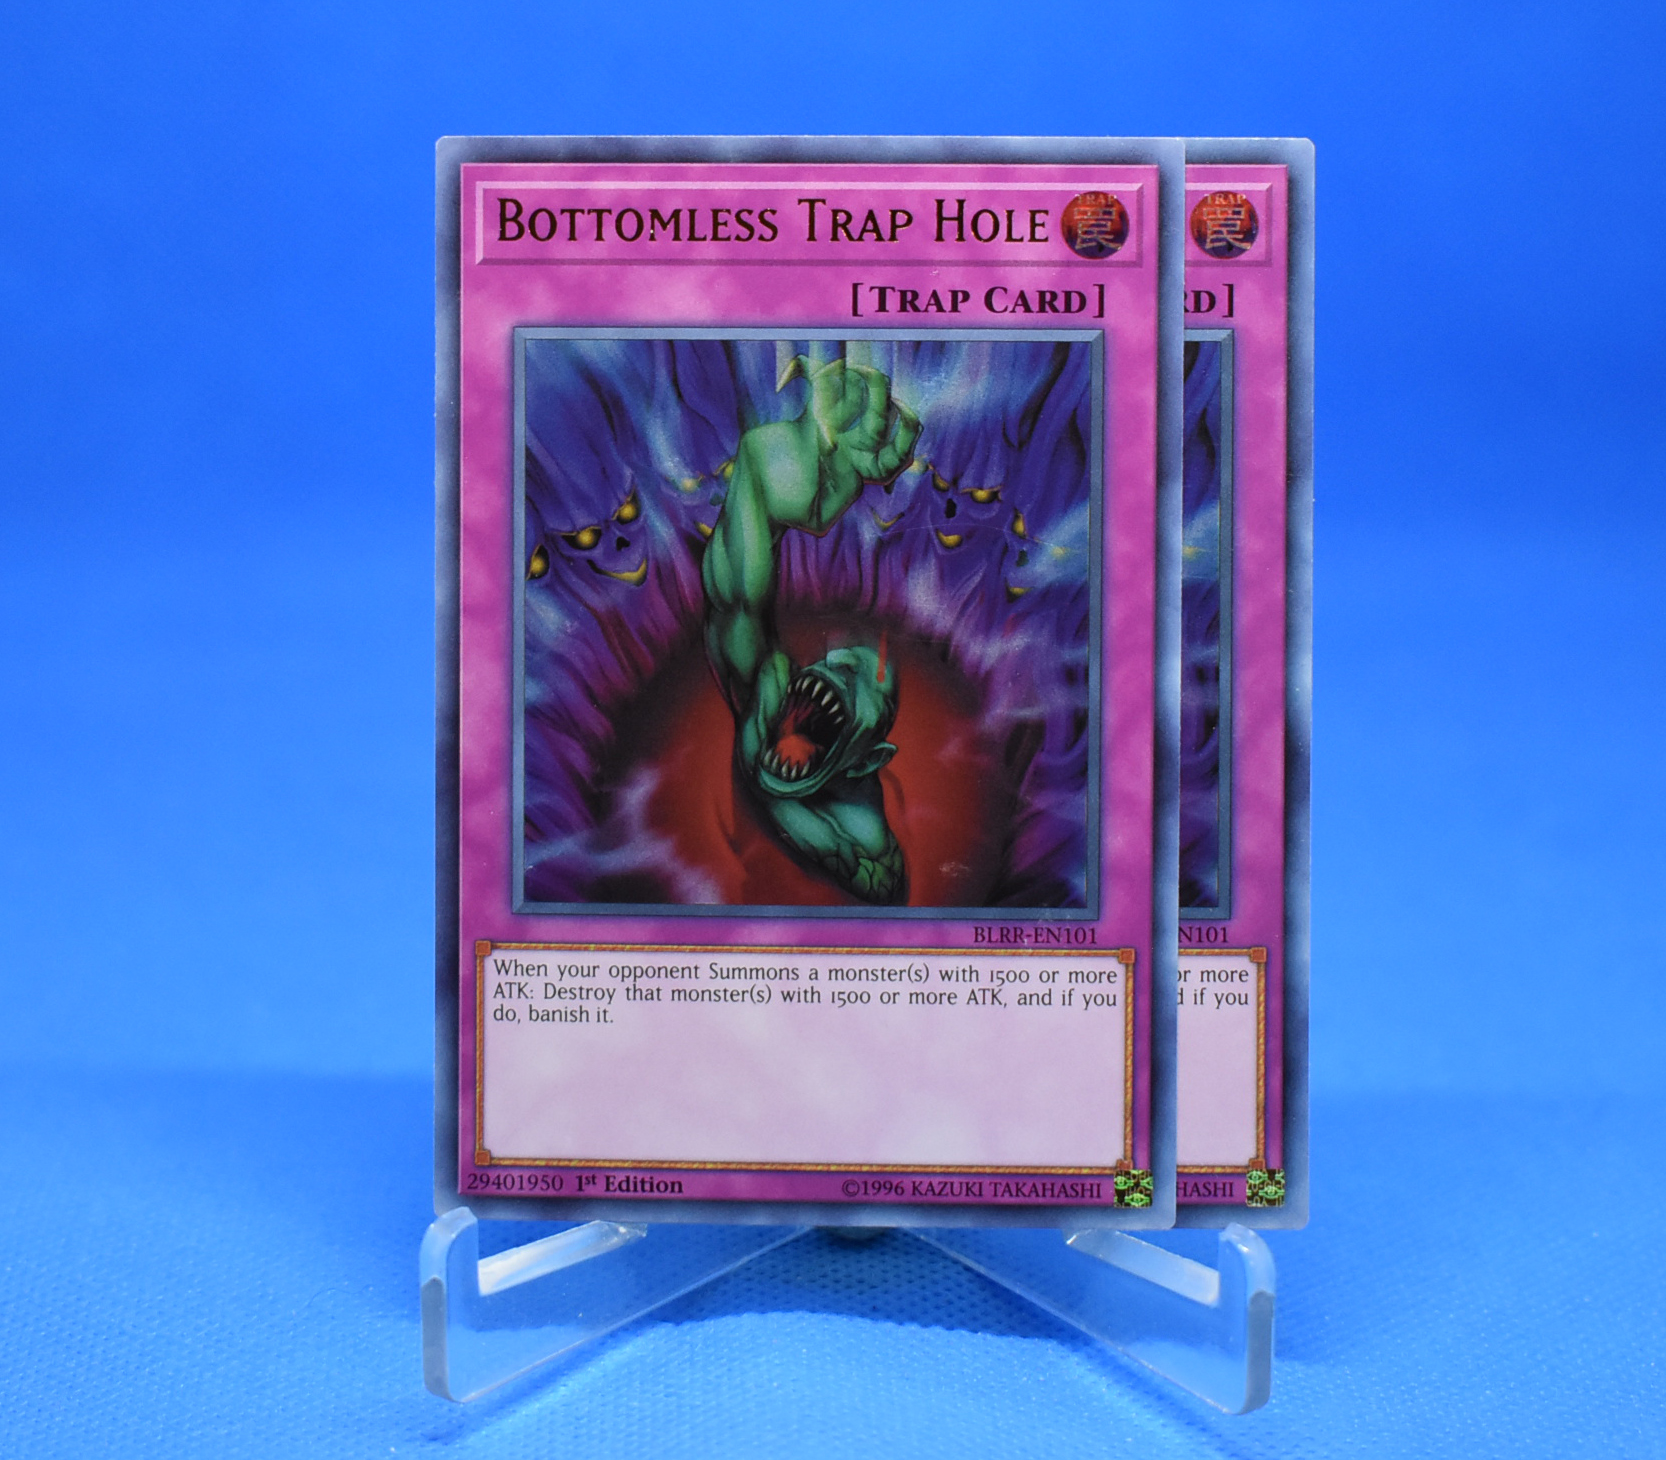 BOTTOMLESS TRAP HOLE
TRAP
罠
[TRAP CARD]
BLRR-EN101
When your opponent Summons a monster(s) with 1500 or more
ATK: Destroy that monster(s) with 1500 or more ATK, and if you
do, banish it.
29401950 1st Edition
©1996 KAZUKI TAKAHASHI
TRAP
罠
RD]
N101
or more
if you
HASHI